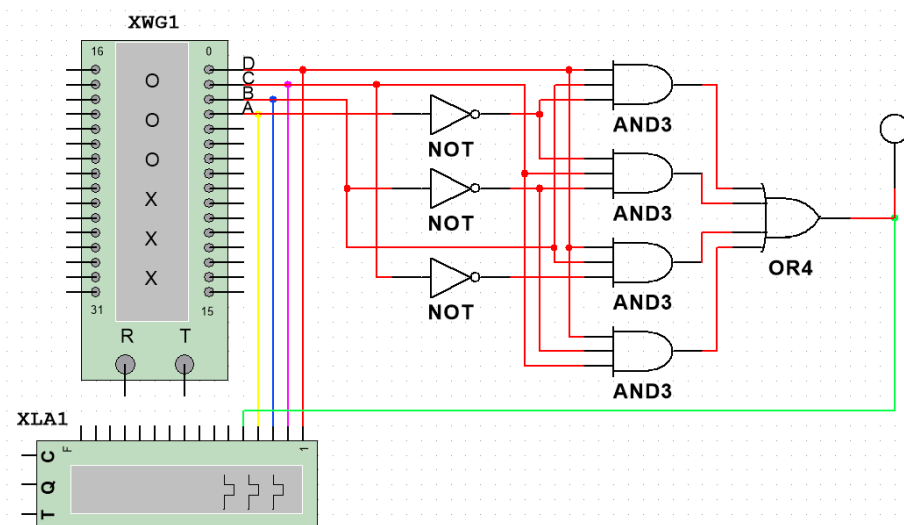 XWG1
16 0
O
O
O
X
X
X
31 15
R T
D
C
B
A
NOT
NOT
NOT
AND3
AND3
AND3
AND3
OR4
XLA1
F 1
C
Q
T